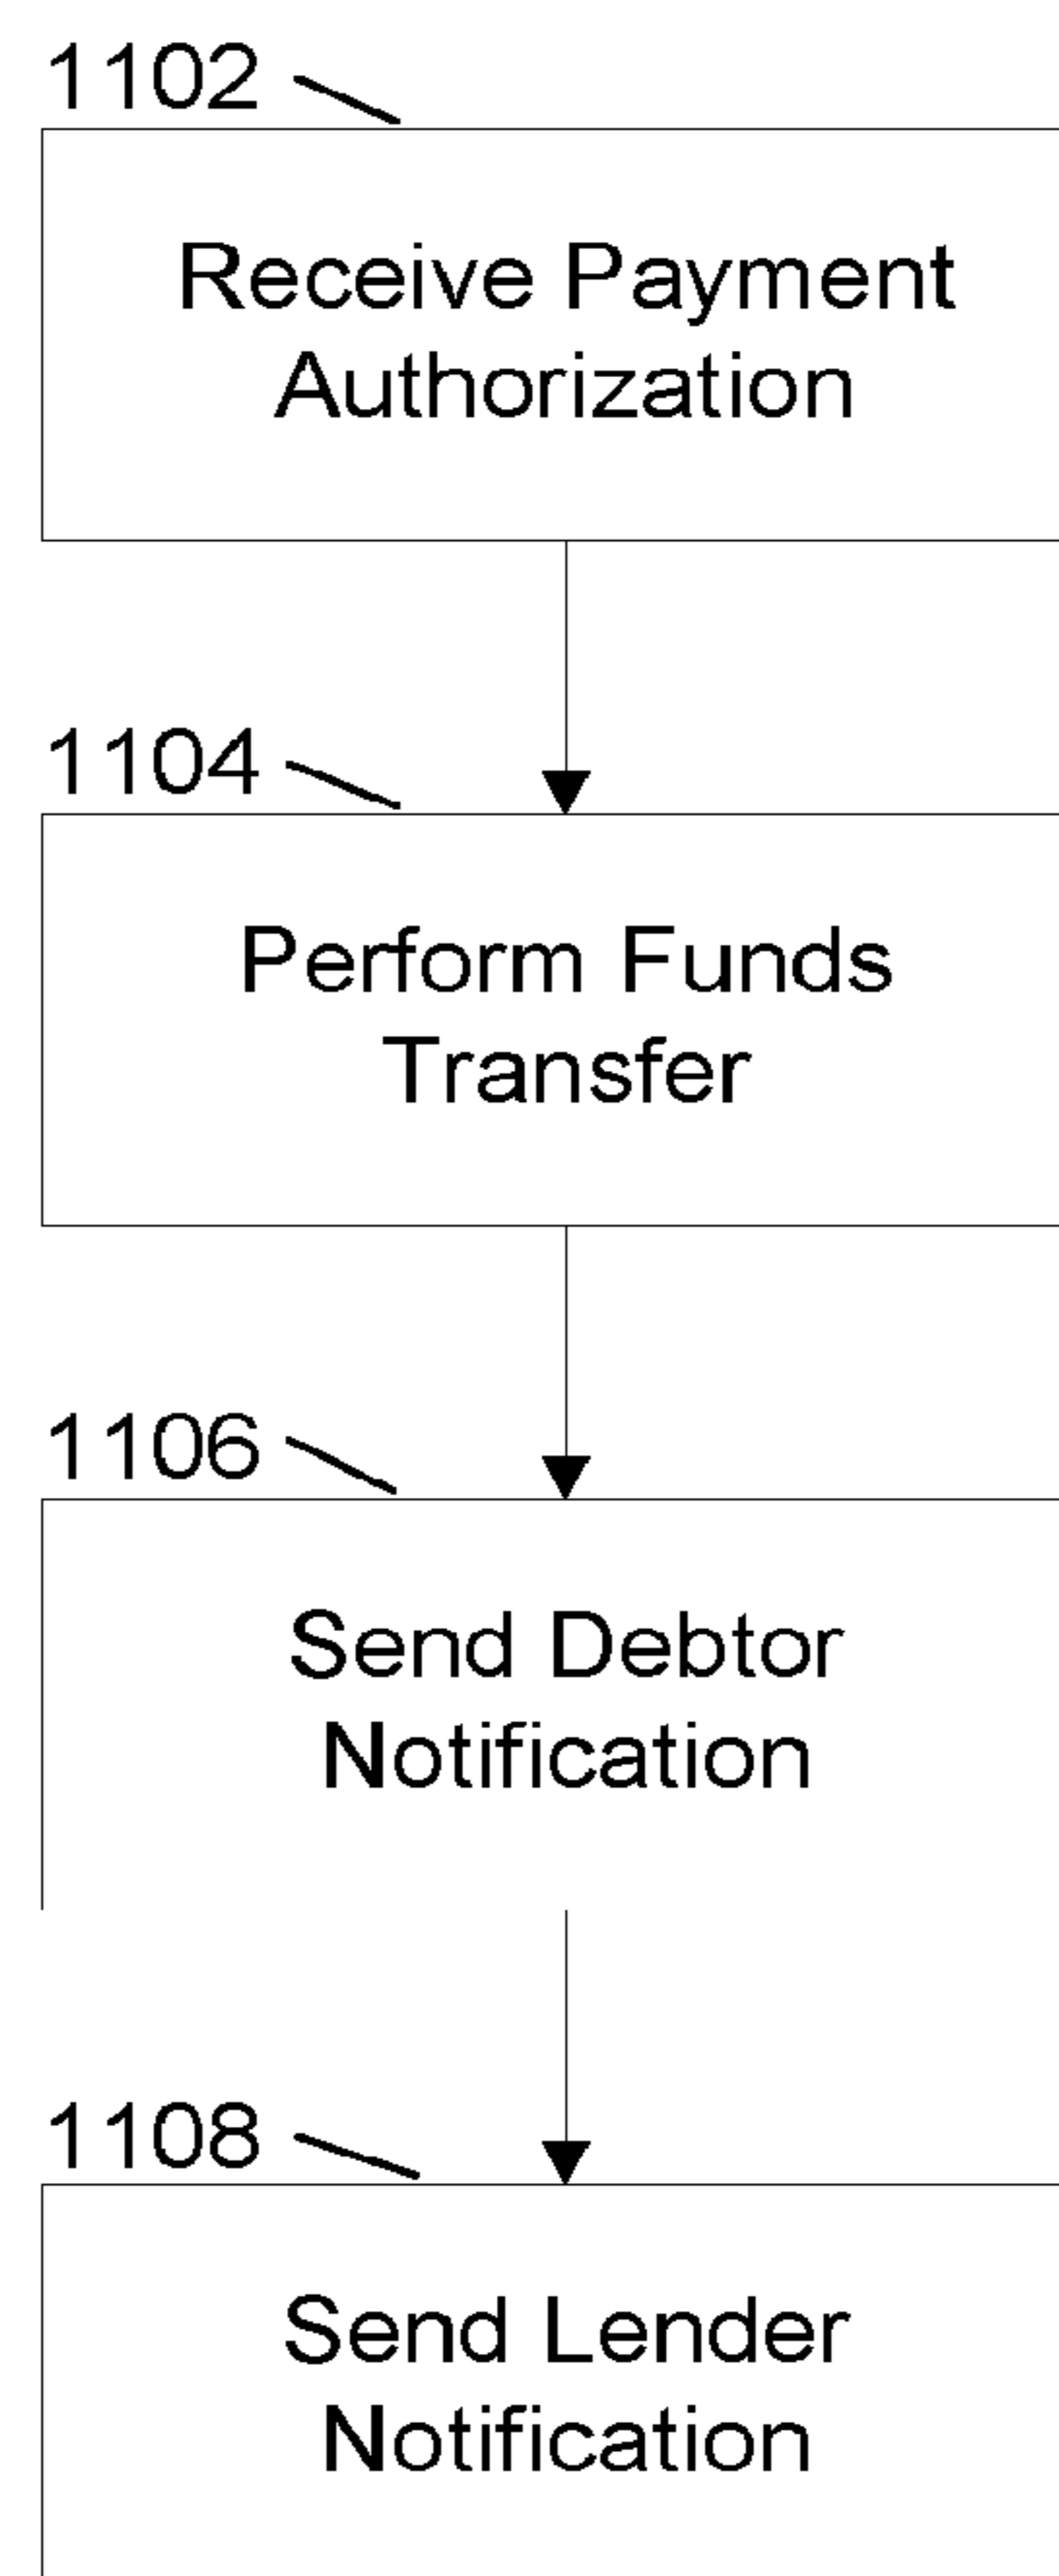 1102
Receive Payment
Authorization
1104
Perform Funds
Transfer
1106
Send Debtor
Notification
1108
Send Lender
Notification